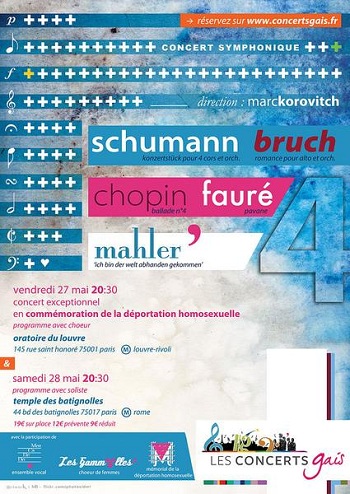 → réservez sur www.concertsgais.fr
CONCERT SYMPHONIQUE
direction : marckorovitch
schumann bruch
konzertstück pour 4 cors et orch. romance pour alto et orch.
chopin fauré
ballade n°4 pavane
4
mahler
'ich bin der welt abhanden gekommen'
vendredi 27 mai 20:30
concert exceptionnel
en commémoration de la déportation homosexuelle
programme avec choeur
oratoire du louvre
145 rue saint honoré 75001 paris M louvre-rivoli
&
samedi 28 mai 20:30
programme avec soliste
temple des batignolles
44 bd des batignolles 75017 paris M rome
19€ sur place 12€ prévente 9€ réduit
avec la participation de
ensemble vocal
Les Gamm'elles
choeur de femmes
mémorial de la
déportation homosexuelle
LES CONCERTS gais